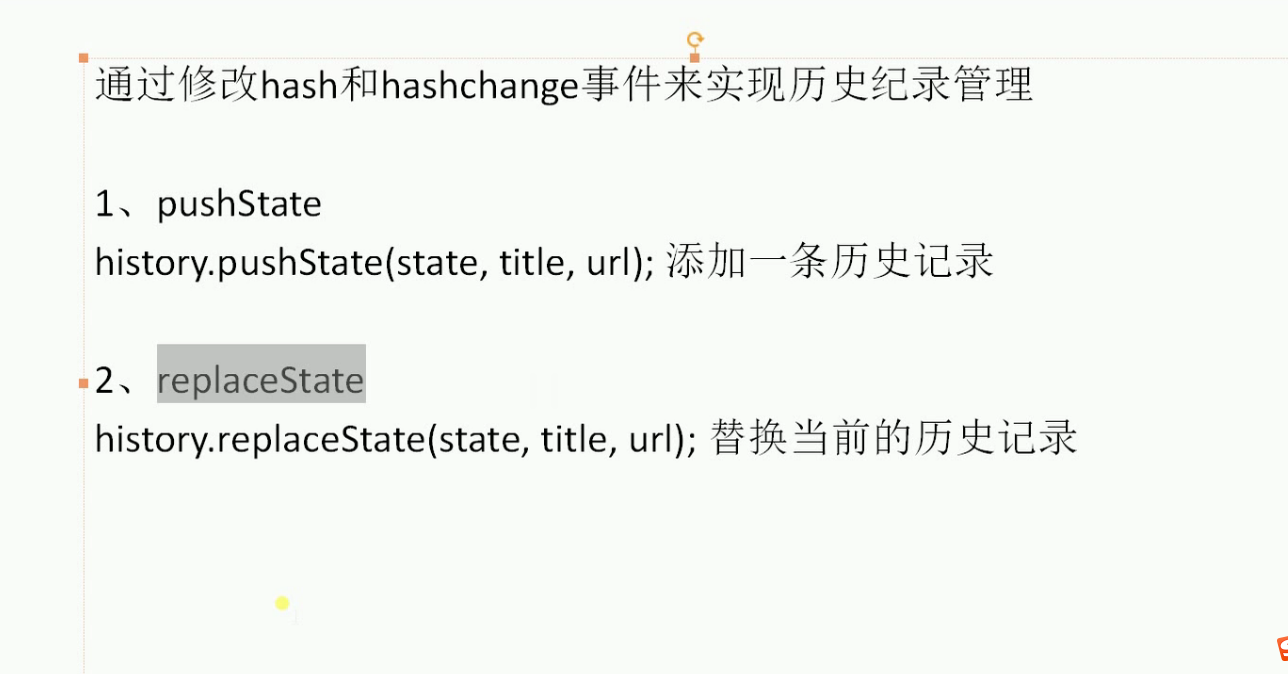 通过修改hash和hashchange事件来实现历史纪录管理
1、pushState
history.pushState(state, title, url); 添加一条历史记录
2、replaceState
history.replaceState(state, title, url); 替换当前的历史记录